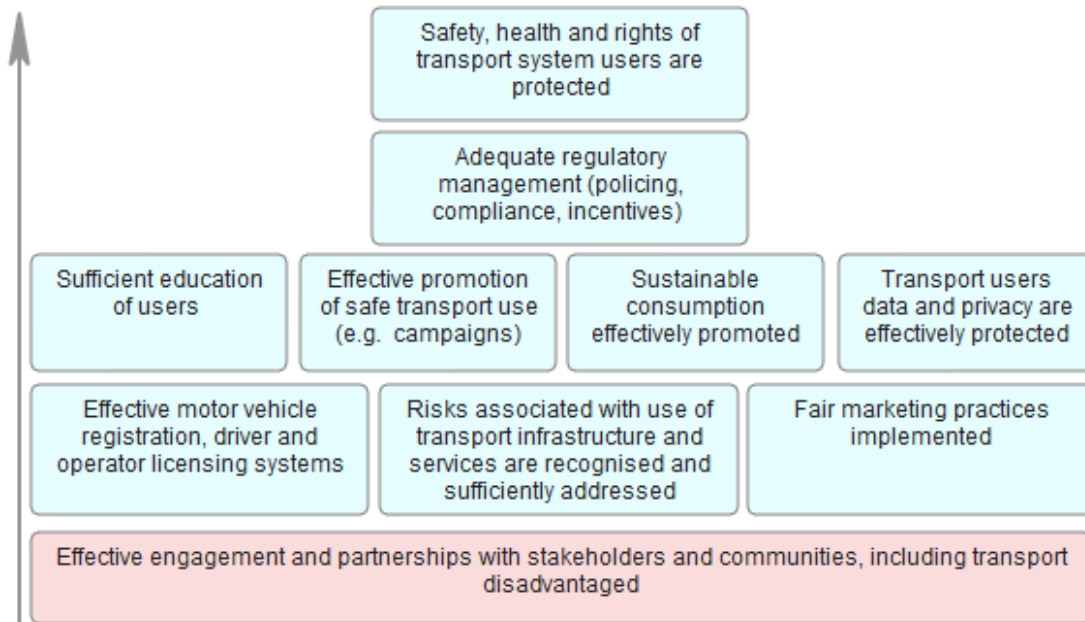 Safety, health and rights of
transport system users are
protected
Adequate regulatory
management (policing,
compliance, incentives)
Sufficient education
of users
Effective promotion
of safe transport use
(e.g. campaigns)
Sustainable
consumption
effectively promoted
Transport users
data and privacy are
effectively protected
Effective motor vehicle
registration, driver and
operator licensing systems
Risks associated with use of
transport infrastructure and
services are recognised and
sufficiently addressed
Fair marketing practices
implemented
Effective engagement and partnerships with stakeholders and communities, including transport
disadvantaged